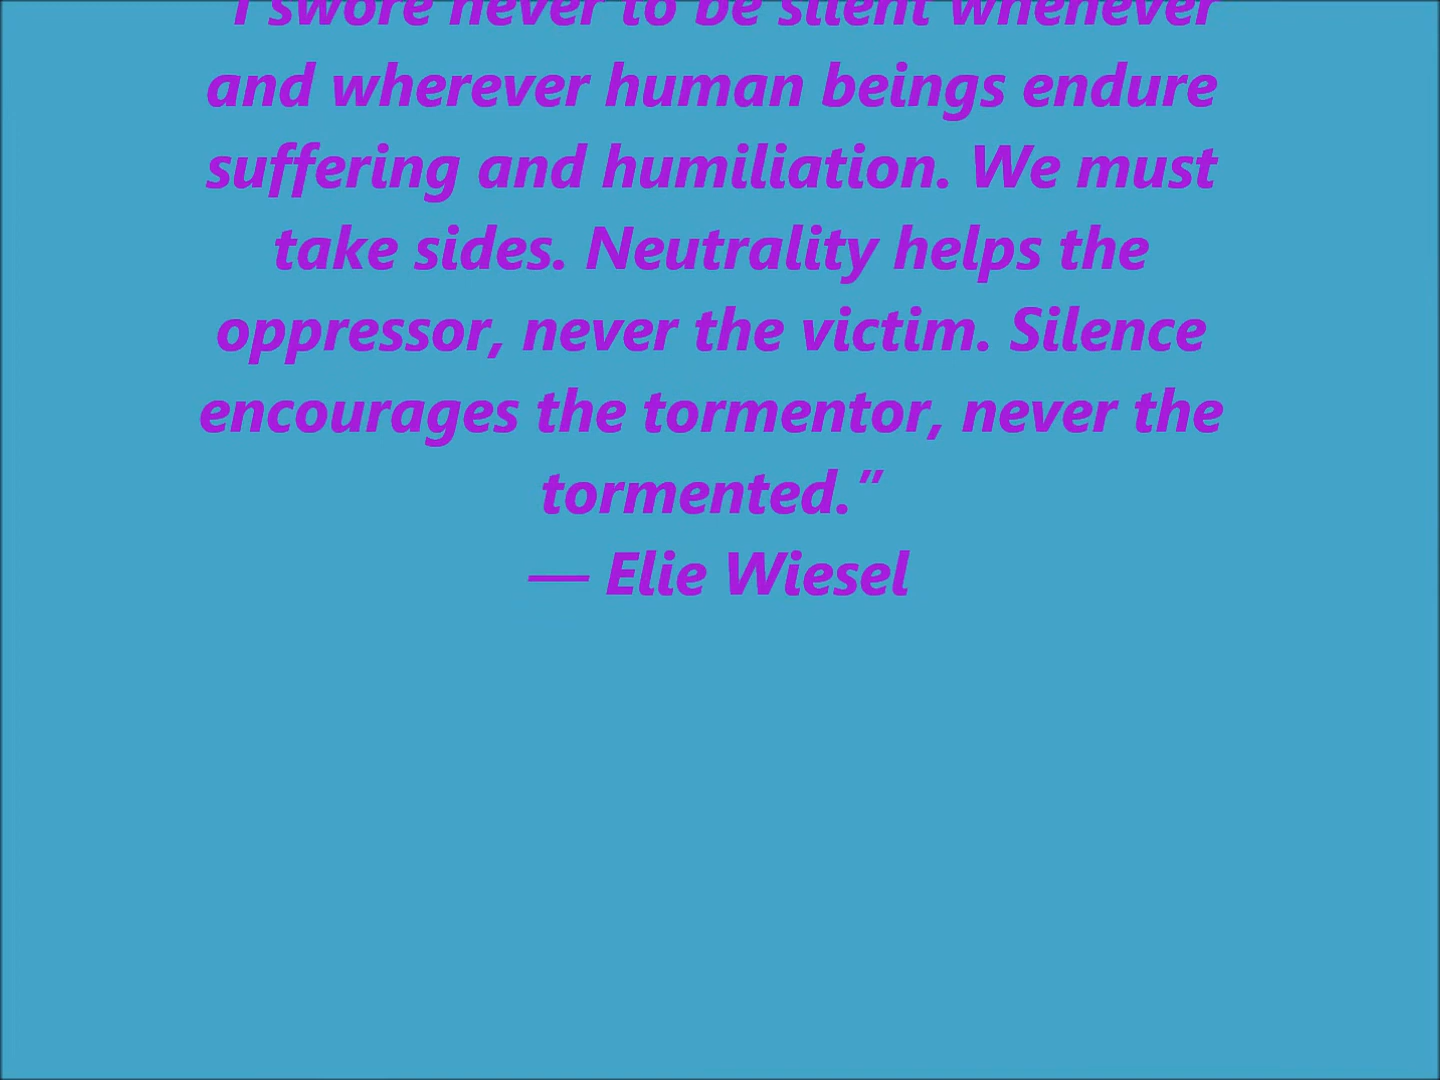 I swore never to be silent whenever
and wherever human beings endure
suffering and humiliation. We must
take sides. Neutrality helps the
oppressor, never the victim. Silence
encourages the tormentor, never the
tormented.”
— Elie Wiesel